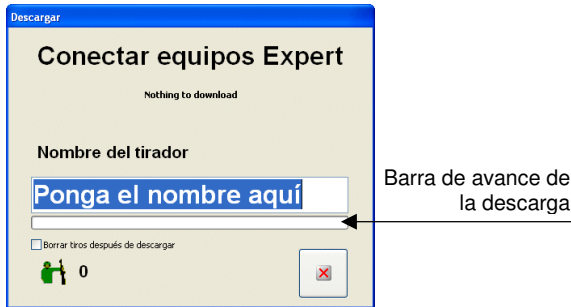 Descargar
Conectar equipos Expert
Nothing to download
Nombre del tirador
Ponga el nombre aquí
Barra de avance de
la descarga
Borrar tiros después de descargar
0